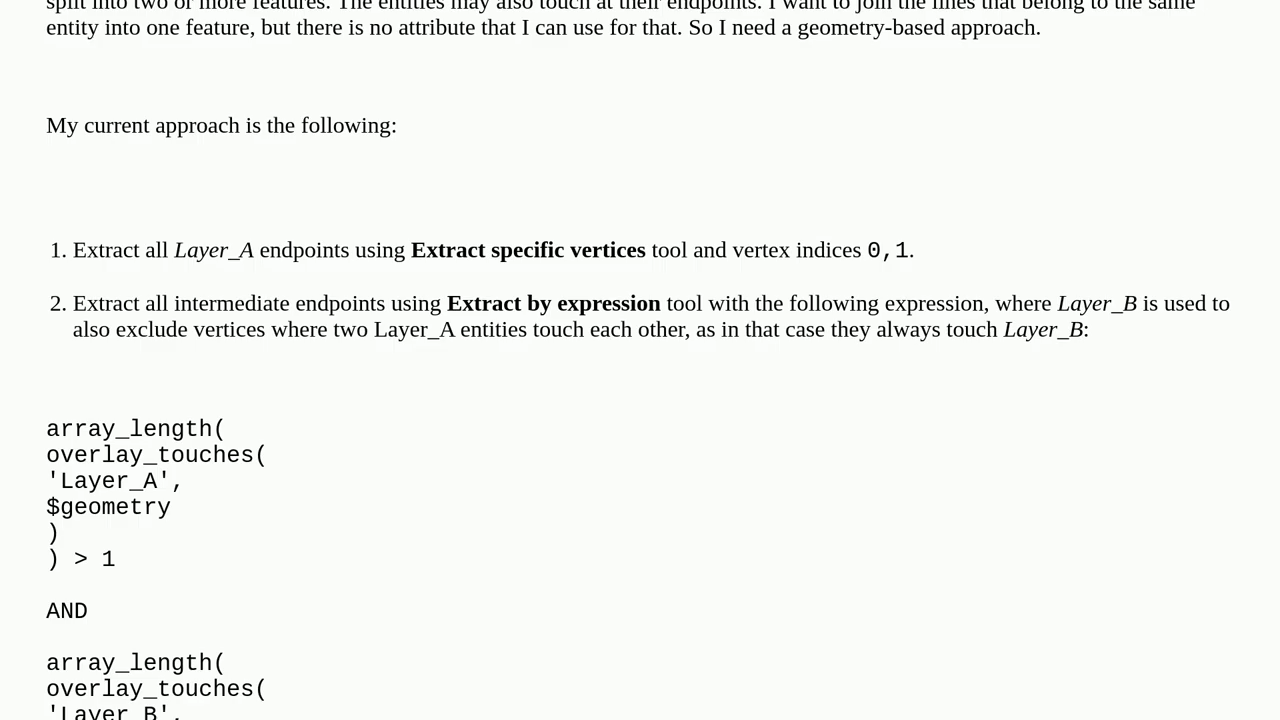 split into two or more features. The entities may also touch at their endpoints. I want to join the lines that belong to the same
entity into one feature, but there is no attribute that I can use for that. So I need a geometry-based approach.
My current approach is the following:
1. Extract all Layer_A endpoints using Extract specific vertices tool and vertex indices 0,1.
2. Extract all intermediate endpoints using Extract by expression tool with the following expression, where Layer_B is used to
also exclude vertices where two Layer_A entities touch each other, as in that case they always touch Layer_B:
array_length(
overlay_touches(
'Layer_A',
$geometry
)
) > 1
AND
array_length(
overlay_touches(
'Layer_B',